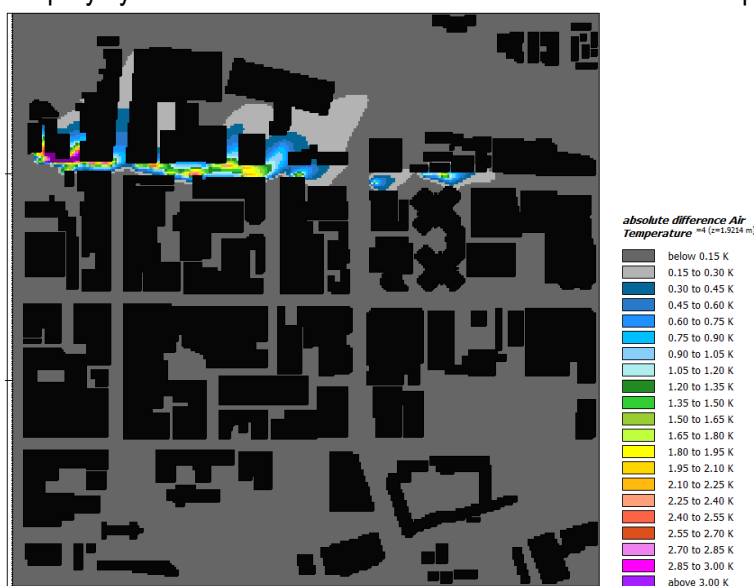 absolute difference Air
Temperature =4 (z=1.9214 m)
below 0.15 K
0.15 to 0.30 K
0.30 to 0.45 K
0.45 to 0.60 K
0.60 to 0.75 K
0.75 to 0.90 K
0.90 to 1.05 K
1.05 to 1.20 K
1.20 to 1.35 K
1.35 to 1.50 K
1.50 to 1.65 K
1.65 to 1.80 K
1.80 to 1.95 K
1.95 to 2.10 K
2.10 to 2.25 K
2.25 to 2.40 K
2.40 to 2.55 K
2.55 to 2.70 K
2.70 to 2.85 K
2.85 to 3.00 K
above 3.00 K